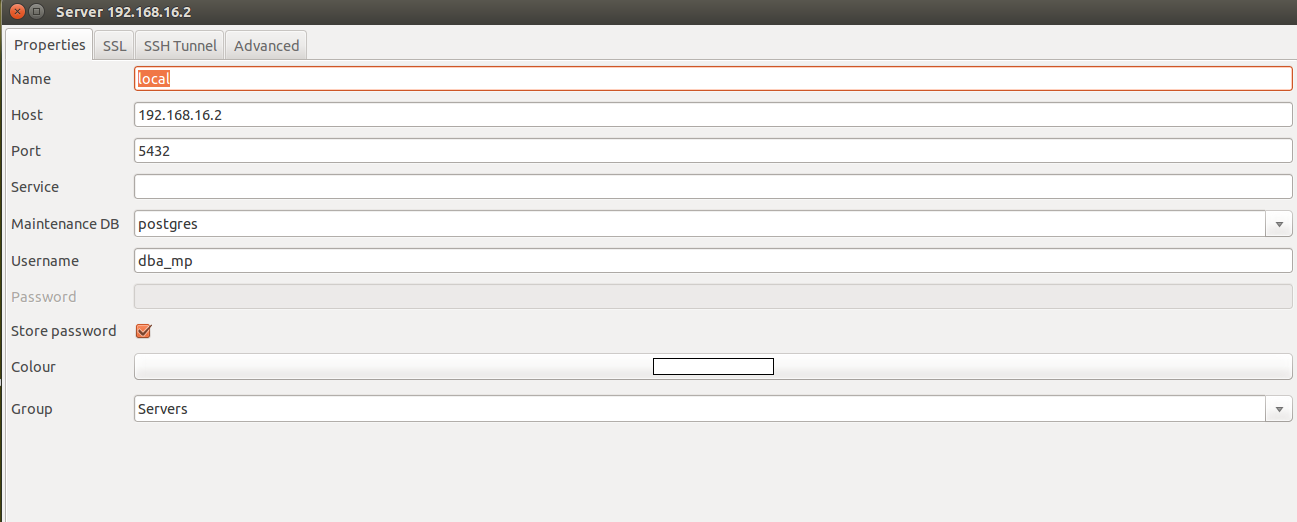 Server 192.168.16.2
Properties SSL SSH Tunnel Advanced
Name local
Host 192.168.16.2
Port 5432
Service
Maintenance DB postgres
Username dba_mp
Password
Store password
Colour
Group Servers